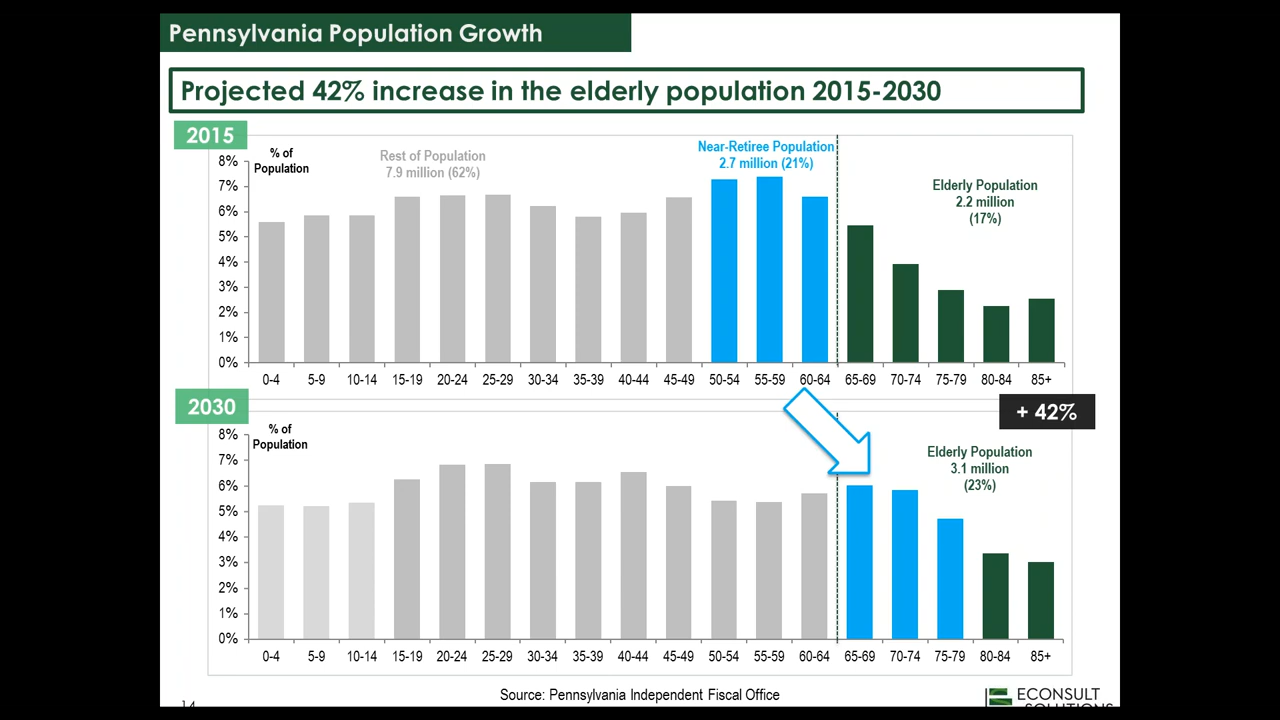 Pennsylvania Population Growth
Projected 42% increase in the elderly population 2015-2030
2015
% of
Population
Rest of Population
7.9 million (62%)
Near-Retiree Population
2.7 million (21%)
Elderly Population
2.2 million
(17%)
8%
7%
6%
5%
4%
3%
2%
1%
0%
0-4 5-9 10-14 15-19 20-24 25-29 30-34 35-39 40-44 45-49 50-54 55-59 60-64 65-69 70-74 75-79 80-84 85+
2030
+ 42%
% of
Population
Elderly Population
3.1 million
(23%)
8%
7%
6%
5%
4%
3%
2%
1%
0%
0-4 5-9 10-14 15-19 20-24 25-29 30-34 35-39 40-44 45-49 50-54 55-59 60-64 65-69 70-74 75-79 80-84 85+
Source: Pennsylvania Independent Fiscal Office
14
ECONSULT
SOLUTIONS